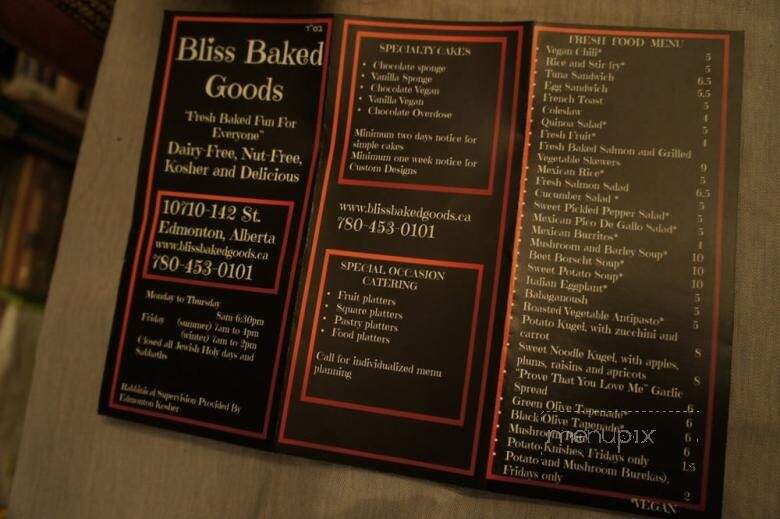 בס"ד
Bliss Baked
Goods
"Fresh Baked Fun For
Everyone"
Dairy-Free, Nut-Free,
Kosher and Delicious
10710-142 St.
Edmonton, Alberta
www.blissbakedgoods.ca
780-453-0101
Monday to Thursday
8am 6:30pm
Friday (summer) 7am to 4pm
(winter) 7am to 2pm
Closed all Jewish Holy days and
Sabbaths
Rabbinical Supervision Provided By
Edmonton Kosher
SPECIALTY CAKES
• Chocolate sponge
• Vanilla Sponge
• Chocolate Vegan
• Vanilla Vegan
• Chocolate Overdose
Minimum two days notice for
simple cakes
Minimum one week notice for
Custom Designs
www.blissbakedgoods.ca
780-453-0101
SPECIAL OCCASION
CATERING
• Fruit platters
• Square platters
• Pastry platters
• Food platters
Call for individualized menu
planning
FRESH FOOD MENU
• Vegan Chili* 5
• Rice and Stir fry* 5
• Tuna Sandwich 6.5
• Egg Sandwich 5.5
• French Toast 5
• Coleslaw 4
• Quinoa Salad* 5
• Fresh Fruit* 4
• Fresh Baked Salmon and Grilled
Vegetable Skewers 9
• Mexican Rice* 5
• Fresh Salmon Salad 6.5
• Cucumber Salad * 5
• Sweet Pickled Pepper Salad* 5
• Mexican Pico De Gallo Salad* 5
• Mexican Burritos* 4
• Mushroom and Barley Soup* 10
• Beet Borscht Soup* 10
• Sweet Potato Soup* 10
• Italian Eggplant* 5
• Babaganoush 5
• Roasted Vegetable Antipasto* 5
• Potato Kugel, with zucchini and
carrot 8
• Sweet Noodle Kugel, with apples,
plums, raisins and apricots 8
• "Prove That You Love Me" Garlic
Spread 6
• Green Olive Tapenade* 6
• Black Olive Tapenade* 6
• Mushroom 6
• Potato Knishes, Fridays only 1.5
• Potato and Mushroom Burekas),
Fridays only 2
*VEGAN
menupix